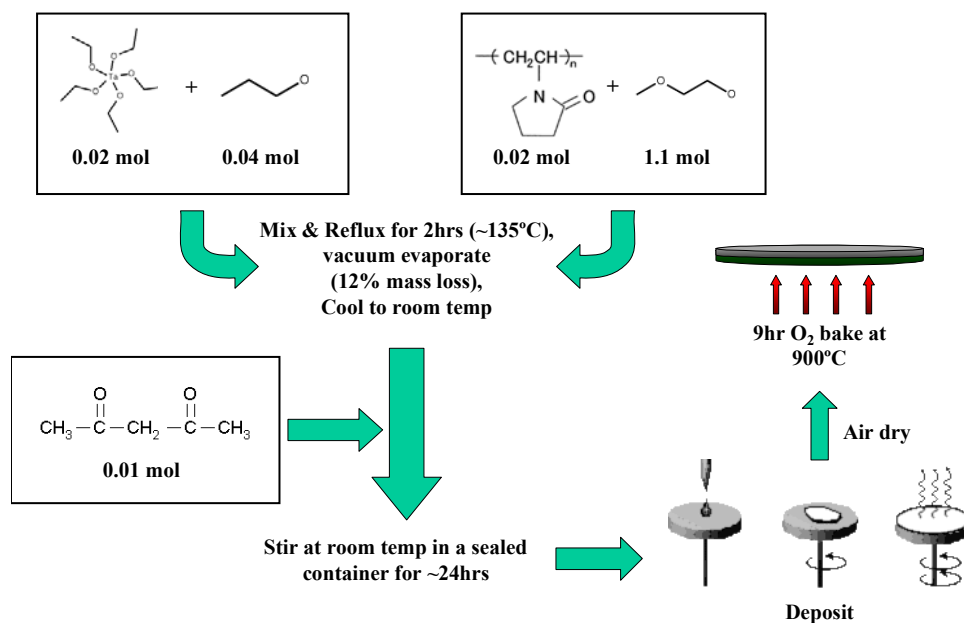 Ta
O
O
O
O
O
+
O
0.02 mol
0.04 mol
( CH₂CH )n
N
O
+
O
O
0.02 mol
1.1 mol
Mix & Reflux for 2hrs (~135ºC),
vacuum evaporate
(12% mass loss),
Cool to room temp
9hr O₂ bake at
900ºC
Air dry
O O
CH₃ — C — CH₂ — C — CH₃
0.01 mol
Stir at room temp in a sealed
container for ~24hrs
Deposit